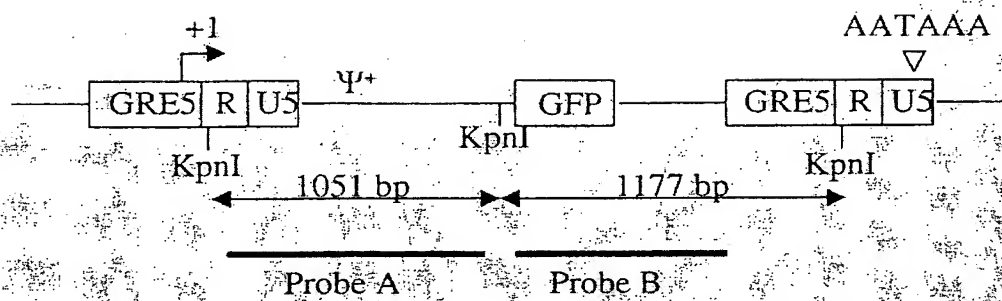 AATAAA
+1
GRE5 R U5 Ψ+ GFP GRE5 R U5
KpnI KpnI KpnI
1051 bp 1177 bp
Probe A Probe B